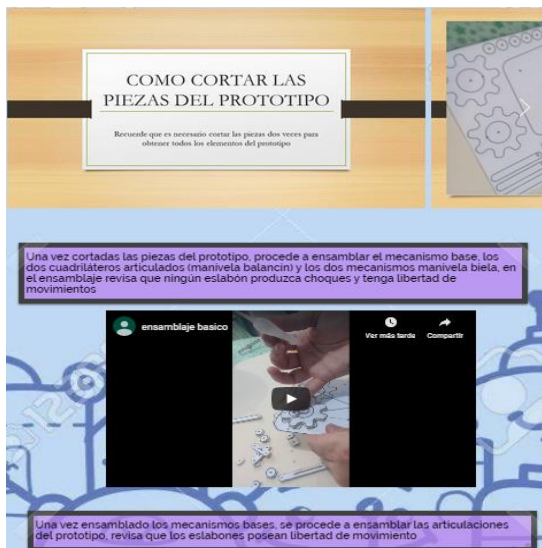 COMO CORTAR LAS
PIEZAS DEL PROTOTIPO
Recuerde que es necesario cortar las piezas dos veces para
obtener todos los elementos del prototipo
Una vez cortadas las piezas del prototipo, procede a ensamblar el mecanismo base, los
dos cuadriláteros articulados (manivela balancin) y los dos mecanismos manivela biela, en
el ensamblaje revisa que ningún eslabón produzca choques y tenga libertad de
movimientos
ensamblaje basico
Ver más tarde
Compartir
Una vez ensamblado los mecanismos bases, se procede a ensamblar las articulaciones
del prototipo, revisa que los eslabones posean libertad de movimiento